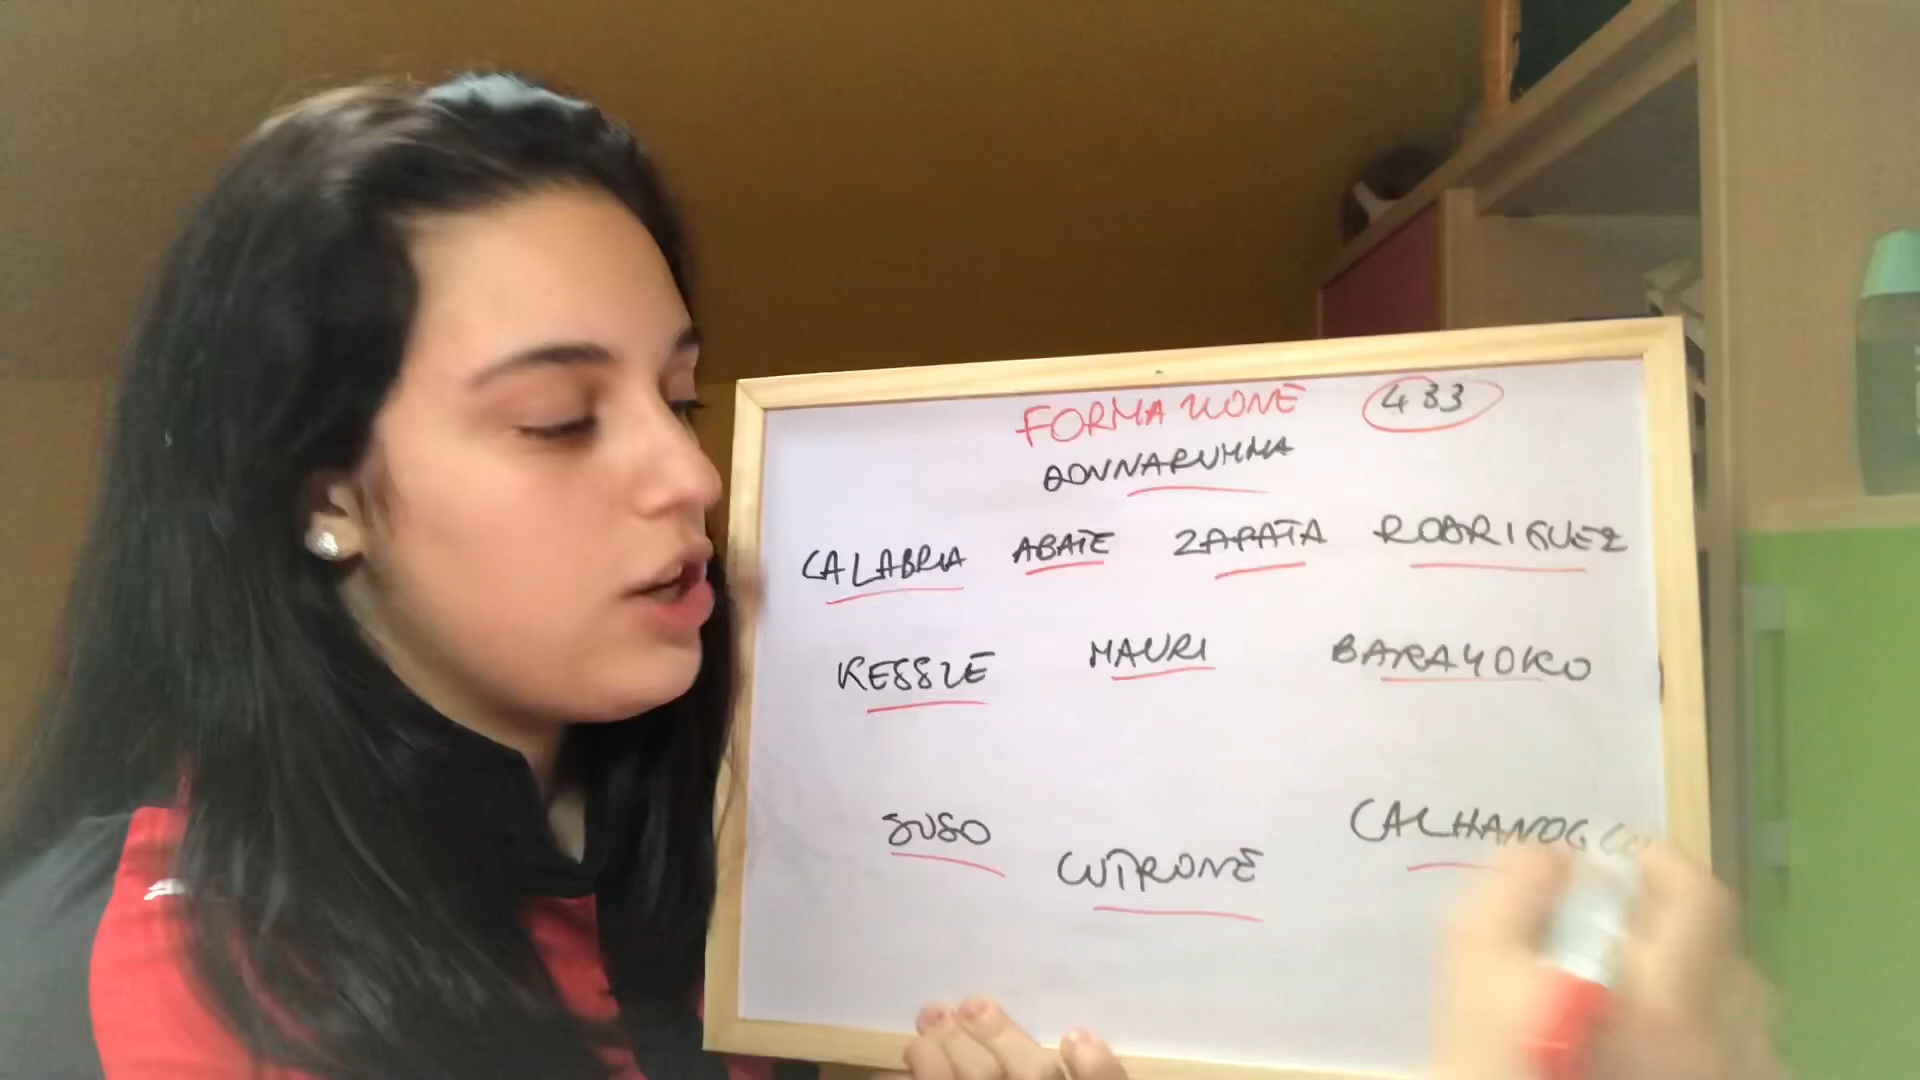 FORMAZIONE 433
DONNARUMMA
CALABRIA ABATE ZAPATA RODRIGUEZ
KESSIE MAURI BAKAYOKO
SUSO CUTRONE CALHANOGLU